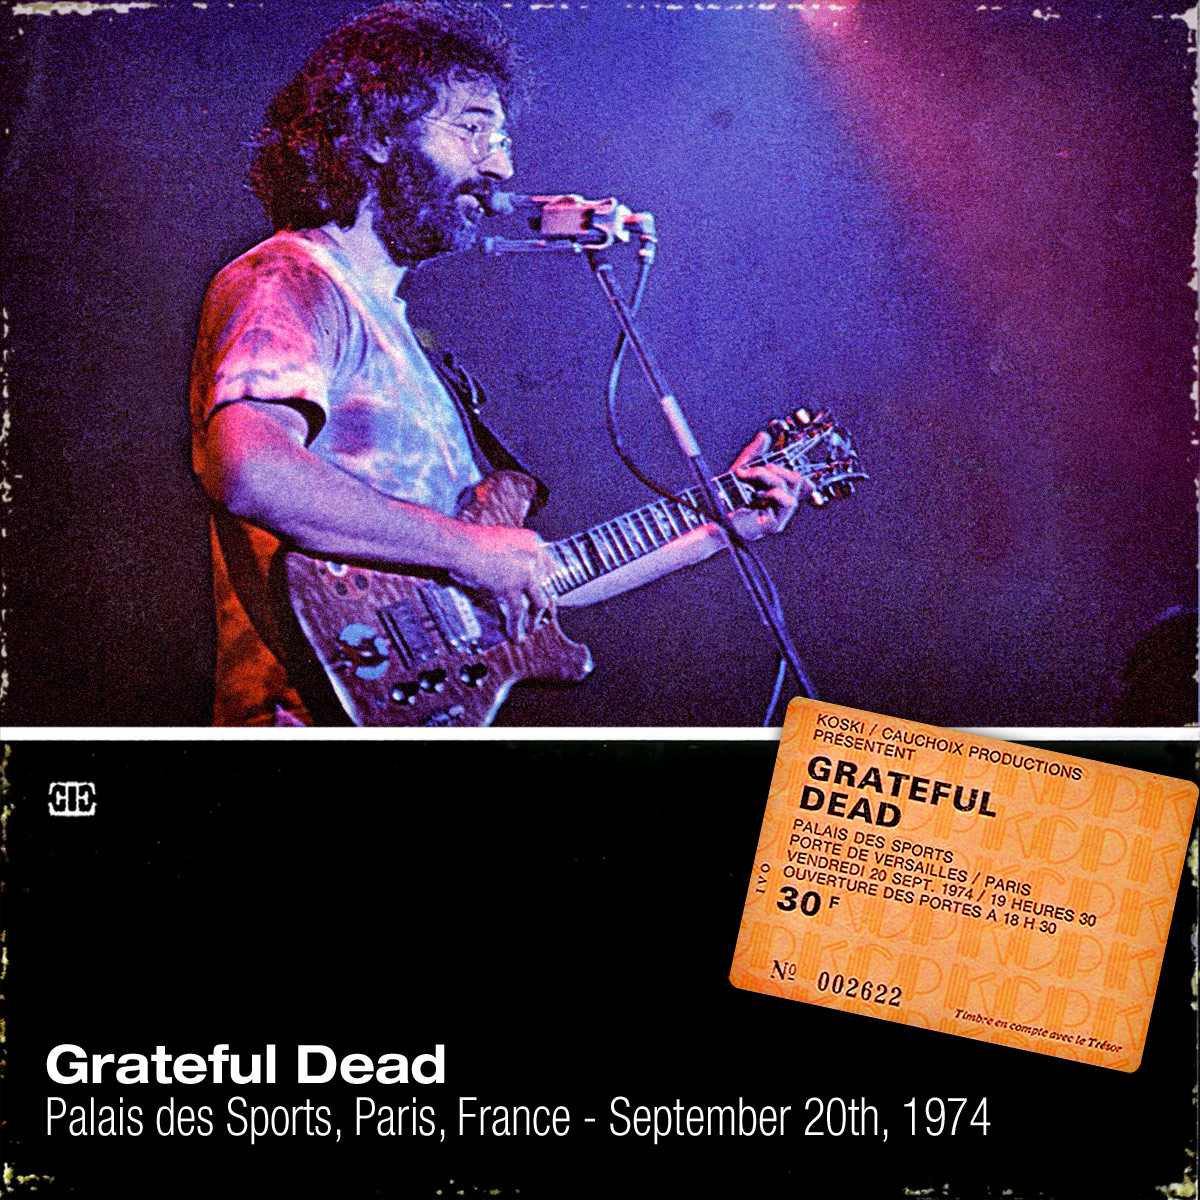 KOSKI / CAUCHOIX PRODUCTIONS
PRÉSENTENT
GRATEFUL
DEAD
PALAIS DES SPORTS
PORTE DE VERSAILLES / PARIS
VENDREDI 20 SEPT. 1974 / 19 HEURES 30
OUVERTURE DES PORTES A 18 H 30
30 F
Nº 002622
Timbre en compte avec le Trésor
Grateful Dead
Palais des Sports, Paris, France - September 20th, 1974